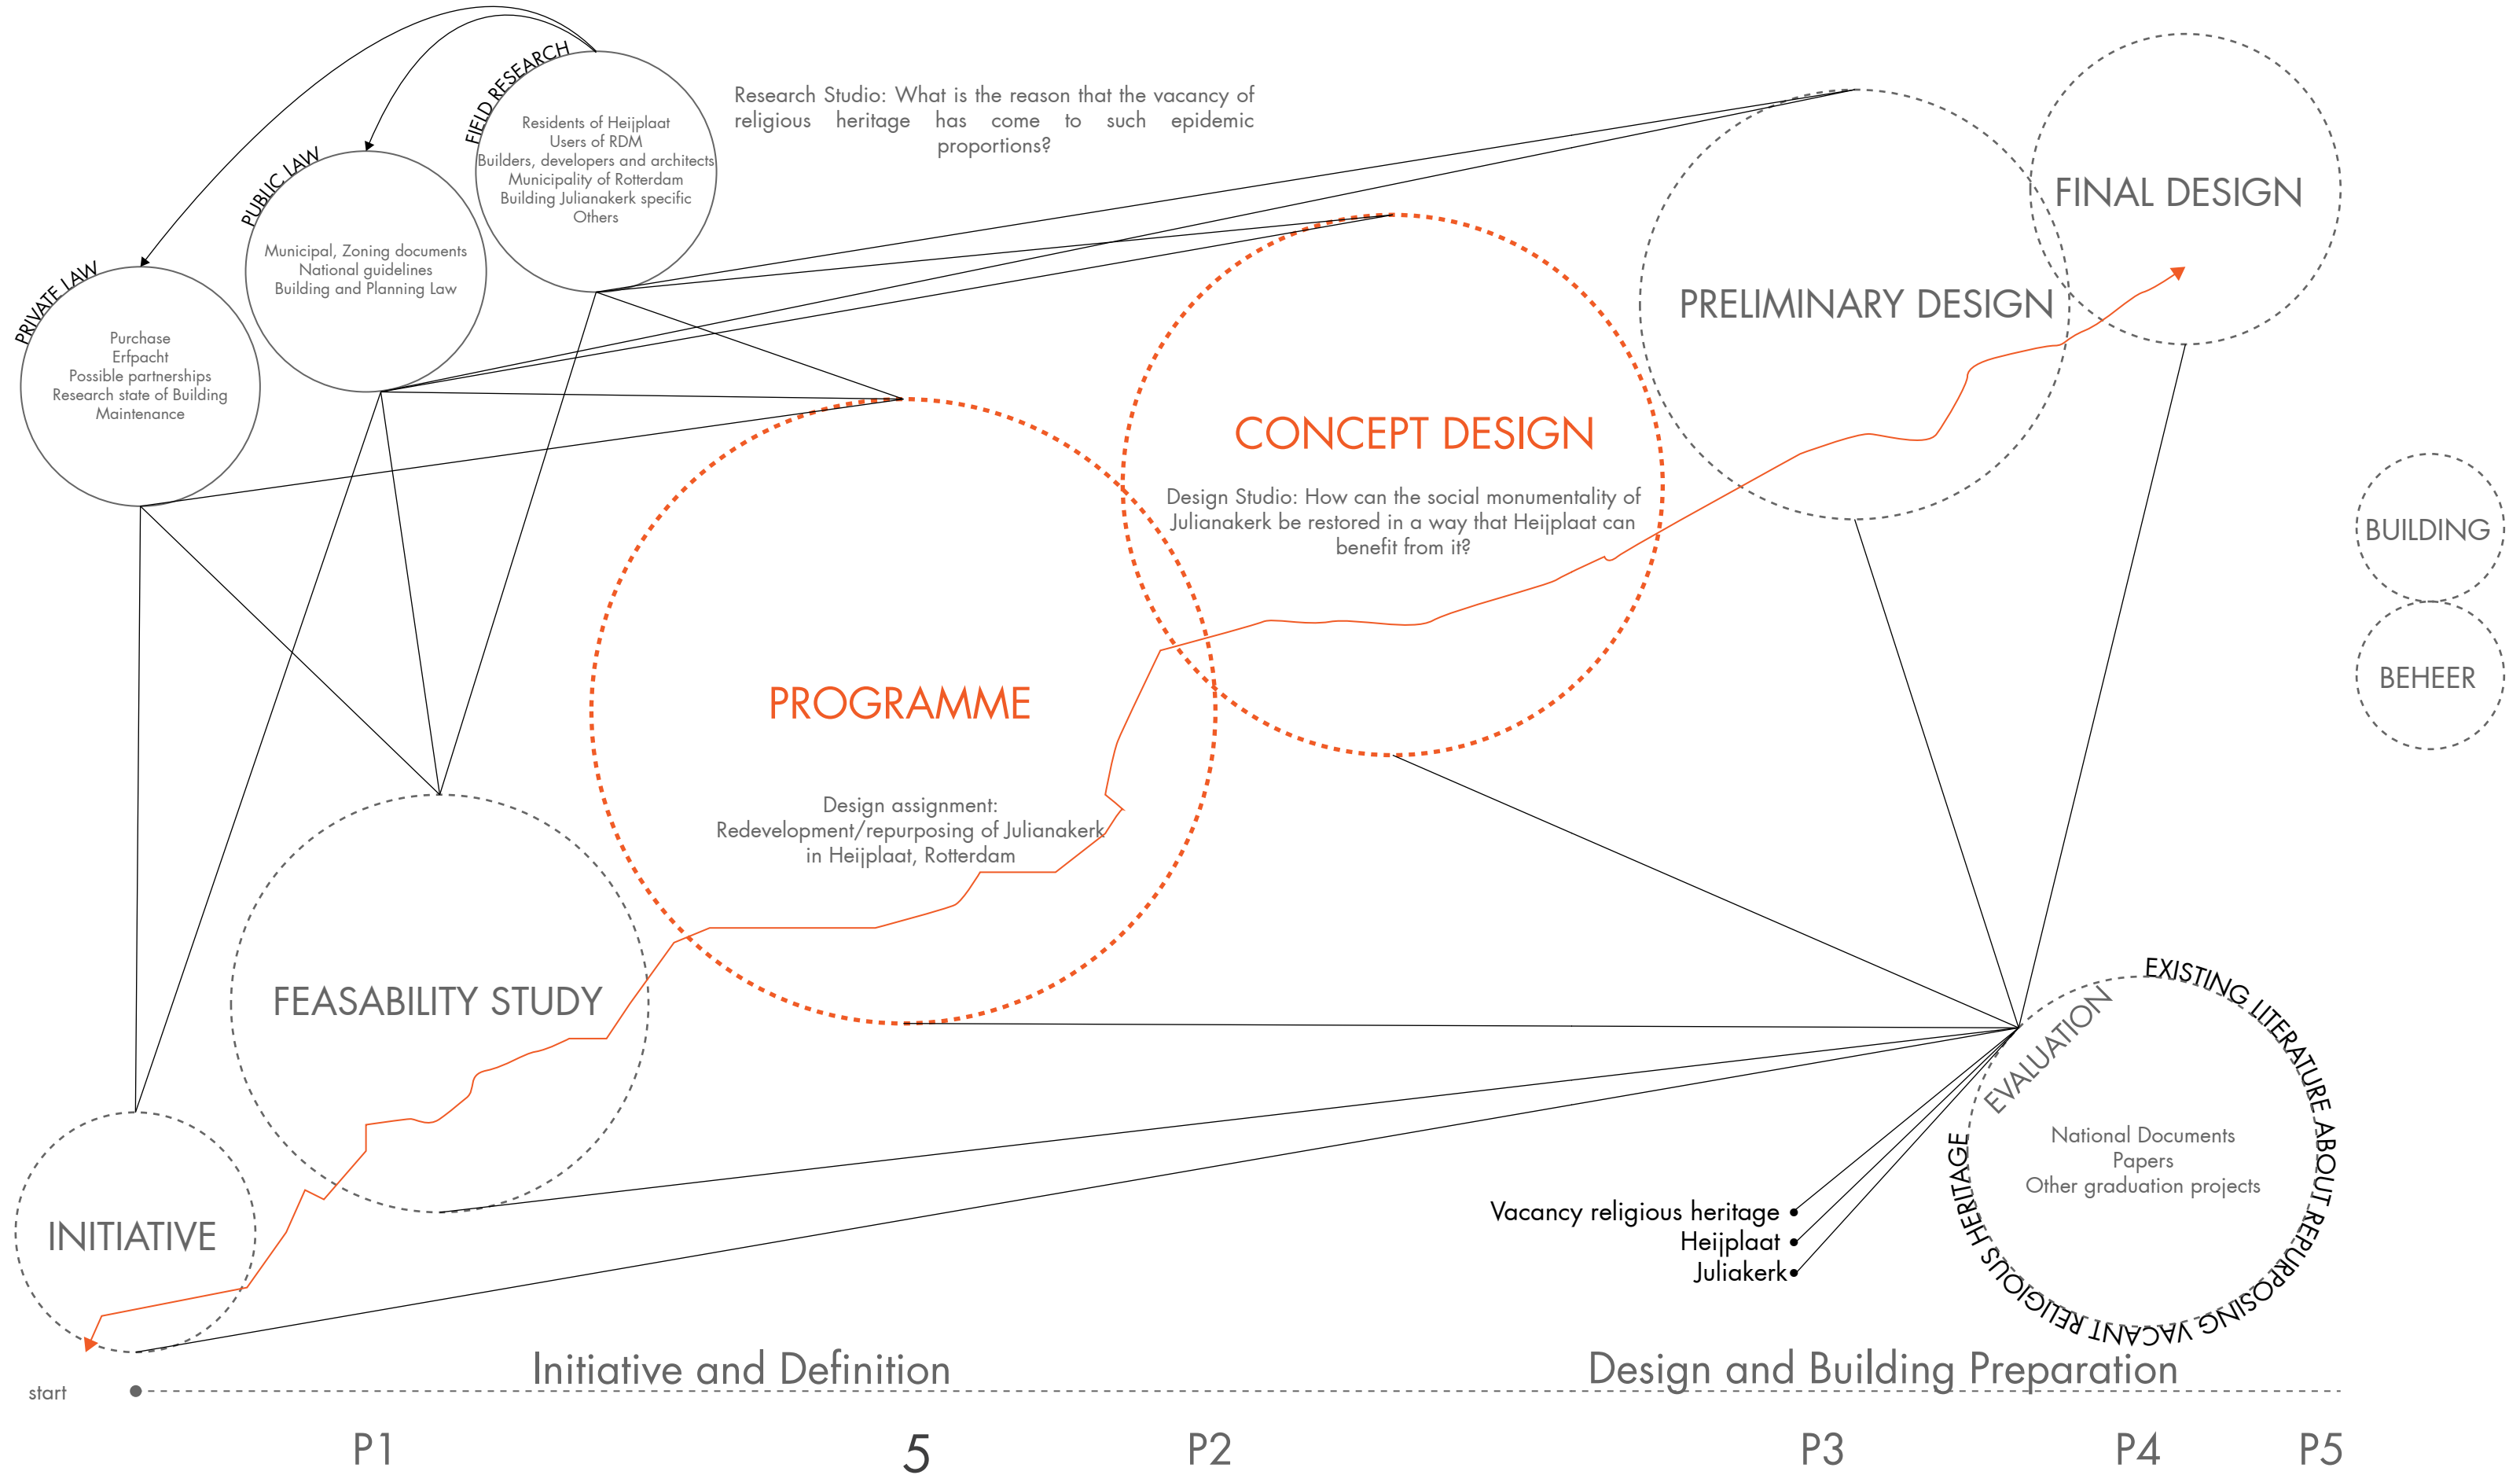 FIELD RESEARCH
Residents of Heijplaat
Users of RDM
Builders, developers and architects
Municipality of Rotterdam
Building Julianakerk specific
Others
Research Studio: What is the reason that the vacancy of
religious heritage has come to such epidemic
proportions?
PUBLIC LAW
Municipal, Zoning documents
National guidelines
Building and Planning Law
PRIVATE LAW
Purchase
Erfpacht
Possible partnerships
Research state of Building
Maintenance
FINAL DESIGN
PRELIMINARY DESIGN
CONCEPT DESIGN
Design Studio: How can the social monumentality of
Julianakerk be restored in a way that Heijplaat can
benefit from it?
BUILDING
BEHEER
PROGRAMME
Design assignment:
Redevelopment/repurposing of Julianakerk
in Heijplaat, Rotterdam
FEASABILITY STUDY
INITIATIVE
EVALUATION
EXISTING LITERATURE ABOUT REPURPOSING VACANT RELIGIOUS HERITAGE
National Documents
Papers
Other graduation projects
Vacancy religious heritage
Heijplaat
Juliakerk
Initiative and Definition
Design and Building Preparation
start
P1
5
P2
P3
P4
P5